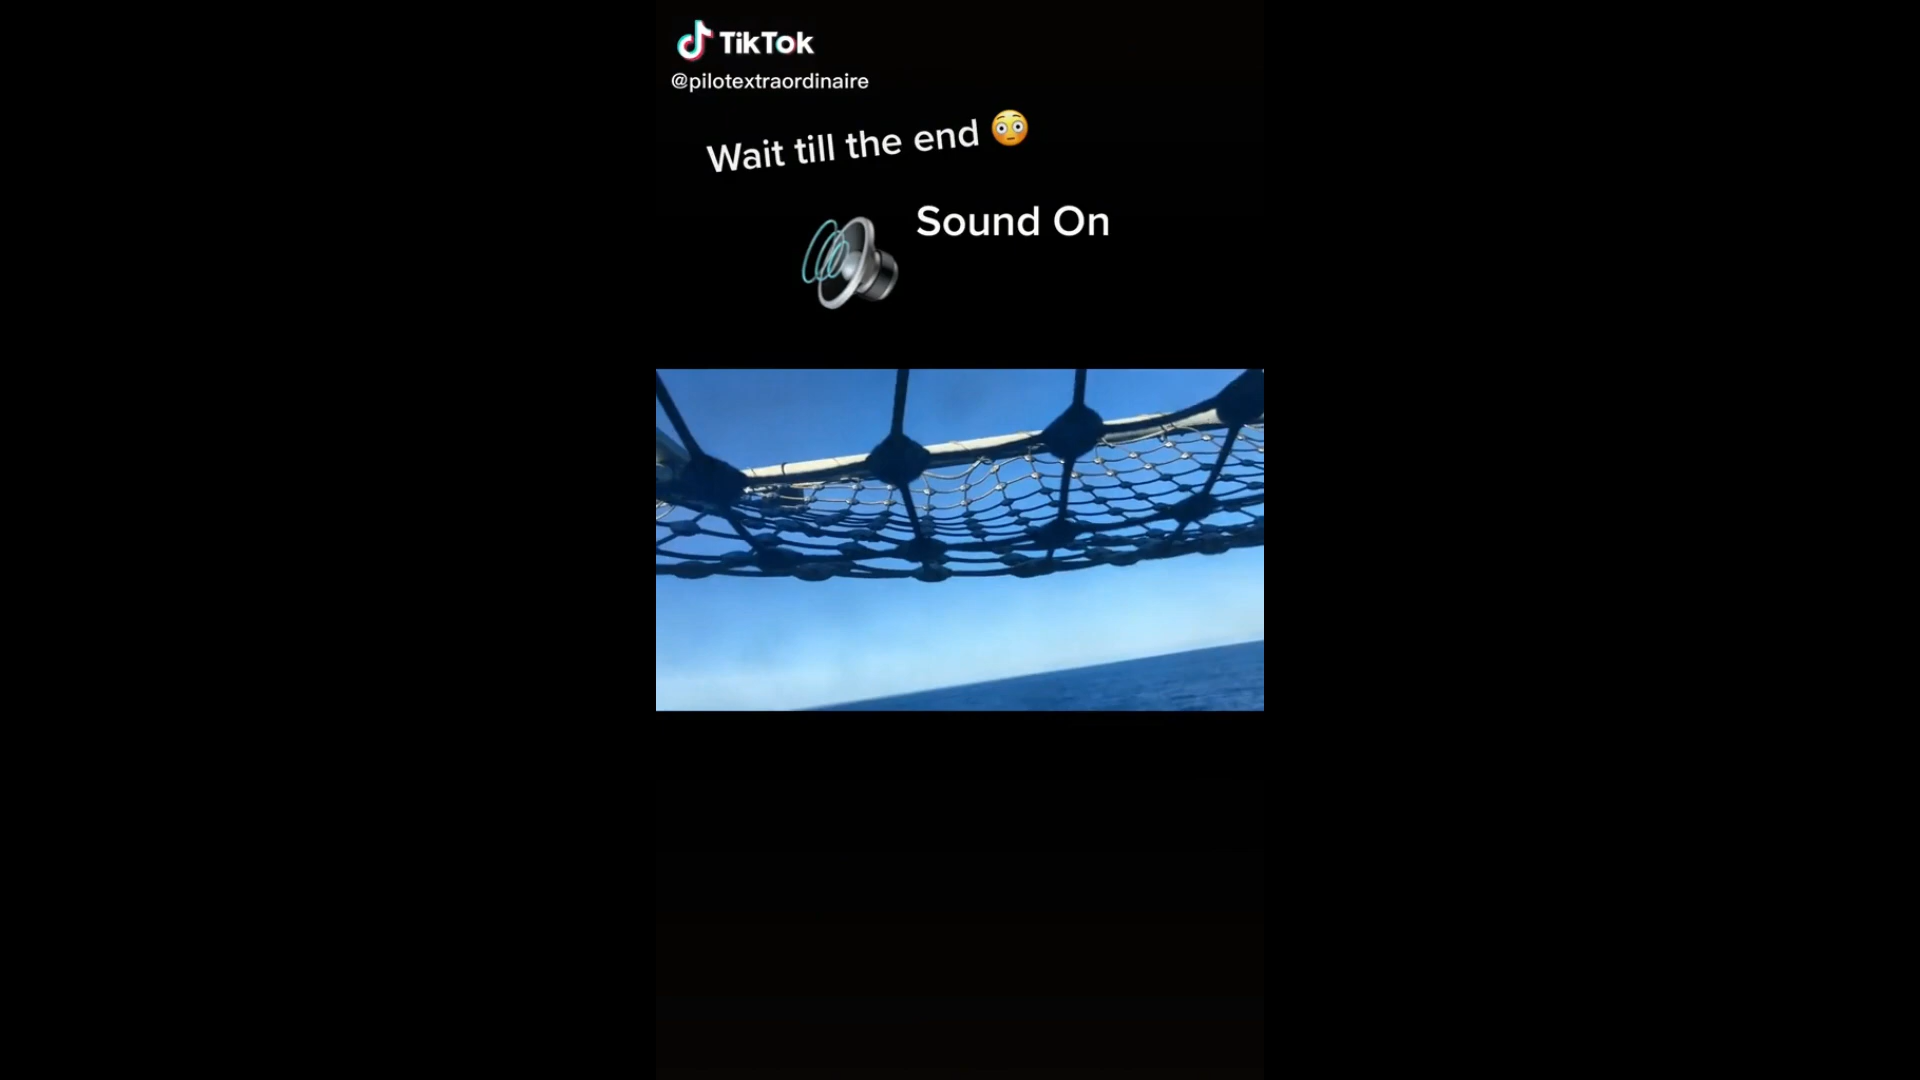 TikTok
@pilotextraordinaire
Wait till the end 😳
Sound On